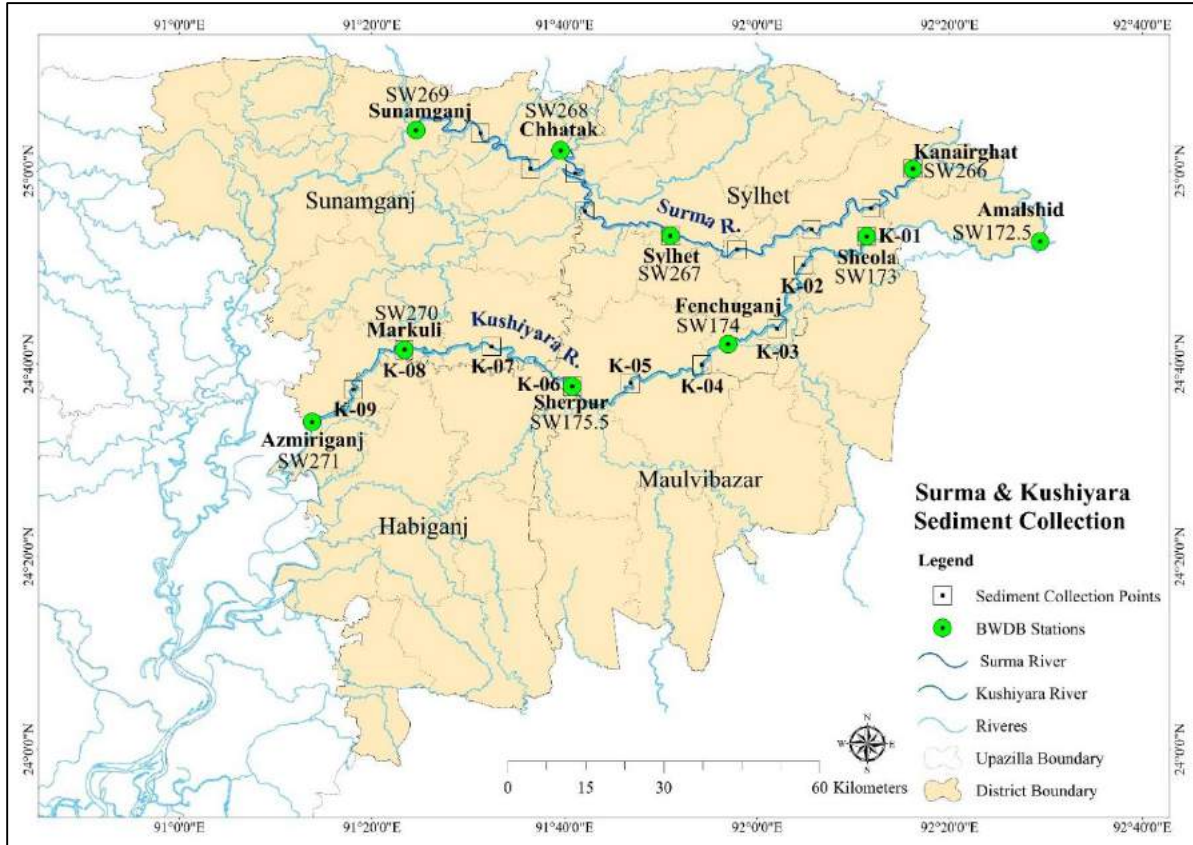 91°0'0"E
91°20'0"E
91°40'0"E
92°0'0"E
92°20'0"E
92°40'0"E
25°0'0"N
24°40'0"N
24°20'0"N
24°0'0"N
25°0'0"N
24°40'0"N
24°20'0"N
24°0'0"N
SW269
Sunamganj
SW268
Chhatak
Kanairghat
SW266
Sunamganj
Sylhet
Surma R.
Amalshid
SW172.5
K-01
Sylhet
SW267
Sheola
SW173
K-02
Fenchuganj
SW174
K-03
SW270
Markuli
K-08
Kushiyara R.
K-07
K-05
K-04
K-06
Sherpur
SW175.5
K-09
Azmiriganj
SW271
Maulvibazar
Habiganj
Surma & Kushiyara
Sediment Collection
Legend
Sediment Collection Points
BWDB Stations
Surma River
Kushiyara River
Riveres
Upazilla Boundary
District Boundary
N
W
E
S
0
15
30
60 Kilometers
91°0'0"E
91°20'0"E
91°40'0"E
92°0'0"E
92°20'0"E
92°40'0"E